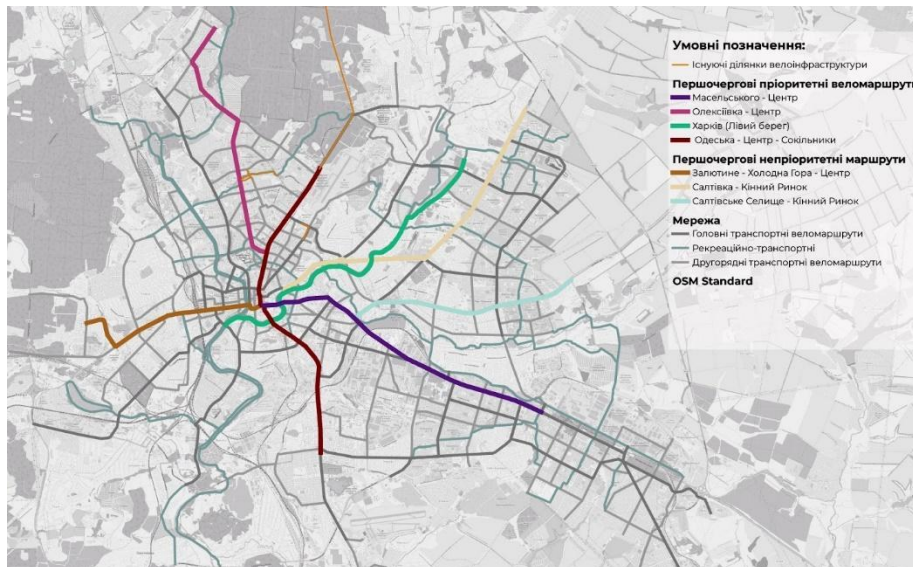 Умовні позначення:
Існуючі ділянки велоінфраструктури
Першочергові пріоритетні веломаршрути
Масельського - Центр
Олексіївка - Центр
Харків (Лівий берег)
Одеська - Центр - Сокільники
Першочергові непріоритетні маршрути
Залютине - Холодна Гора - Центр
Салтівка - Кінний Ринок
Салтівське Селище - Кінний Ринок
Мережа
Головні транспортні веломаршрути
Рекреаційно-транспортні
Другорядні транспортні веломаршрути
OSM Standard